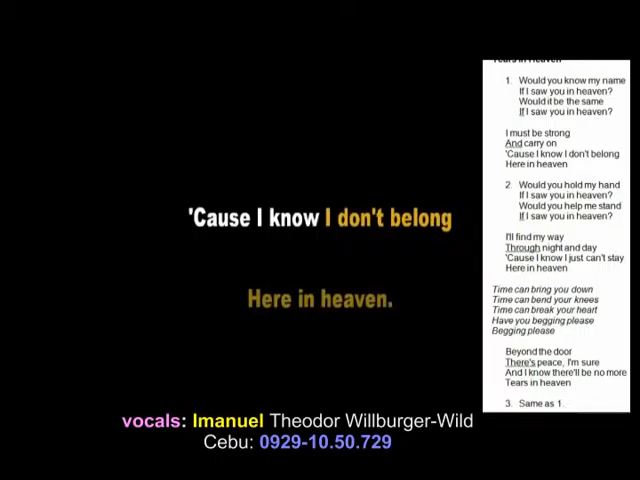 'Cause I know I don't belong
Here in heaven.
Tears in Heaven
1. Would you know my name
If I saw you in heaven?
Would it be the same
If I saw you in heaven?
I must be strong
And carry on
'Cause I know I don't belong
Here in heaven
2. Would you hold my hand
If I saw you in heaven?
Would you help me stand
If I saw you in heaven?
I'll find my way
Through night and day
'Cause I know I just can't stay
Here in heaven
Time can bring you down
Time can bend your knees
Time can break your heart
Have you begging please
Begging please
Beyond the door
There's peace, I'm sure
And I know there'll be no more
Tears in heaven
3. Same as 1.
vocals: Imanuel Theodor Willburger-Wild
Cebu: 0929-10.50.729